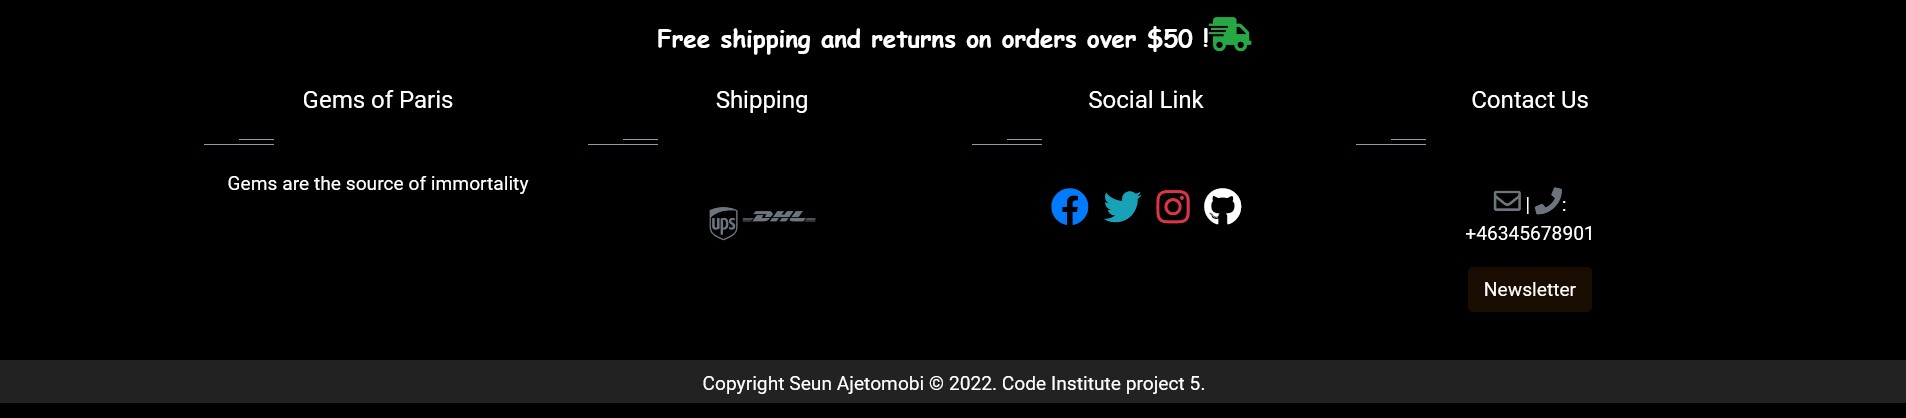 Free shipping and returns on orders over $50 !
Gems of Paris
Gems are the source of immortality
Shipping
ups DHL
Social Link
Contact Us
| :
+46345678901
Newsletter
Copyright Seun Ajetomobi © 2022. Code Institute project 5.